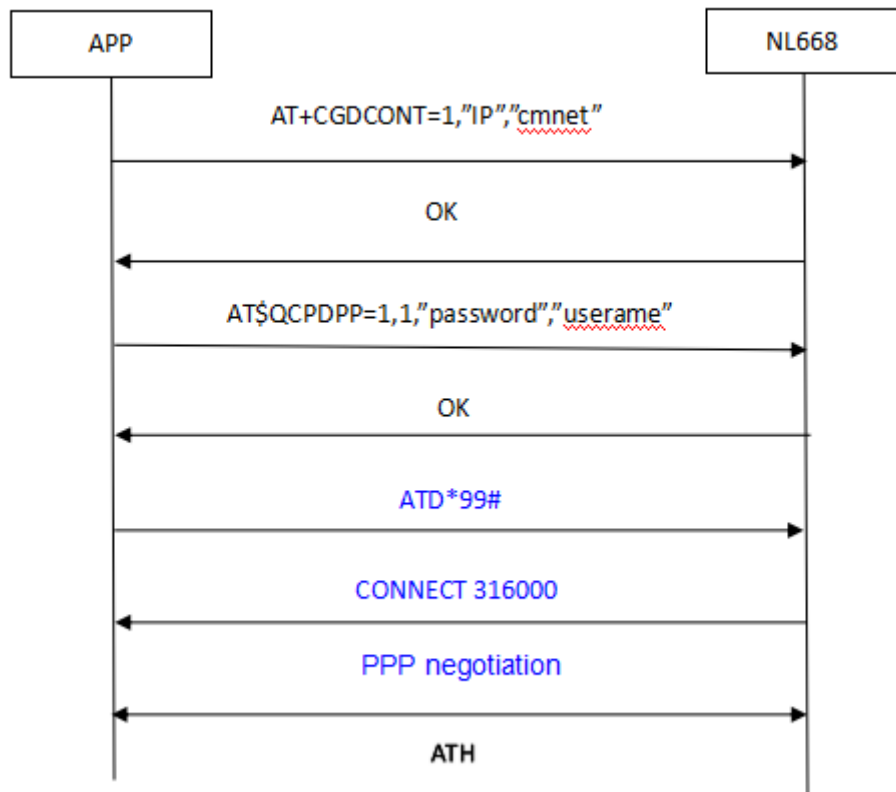 APP
NL668
AT+CGDCONT=1,”IP”,”cmnet”
OK
AT$QCPDPP=1,1,”password”,”userame”
OK
ATD*99#
CONNECT 316000
PPP negotiation
ATH